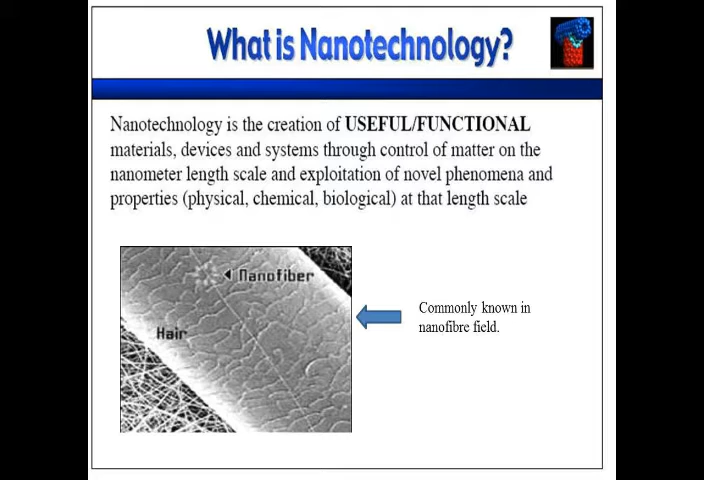 What is Nanotechnology?
Nanotechnology is the creation of USEFUL/FUNCTIONAL
materials, devices and systems through control of matter on the
nanometer length scale and exploitation of novel phenomena and
properties (physical, chemical, biological) at that length scale
Nanofiber
Hair
Commonly known in
nanofibre field.